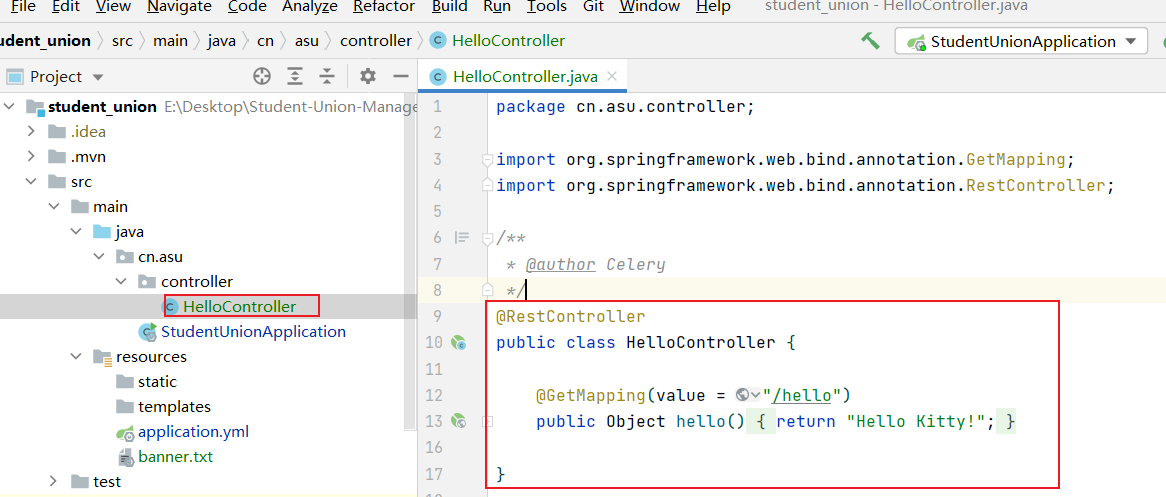 File Edit View Navigate Code Analyze Refactor Build Run Tools Git Window Help student_union - HelloController.java
udent_union src main java cn asu controller HelloController StudentUnionApplication
Project
HelloController.java
student_union E:\Desktop\Student-Union-Manage
.idea
.mvn
src
main
java
cn.asu
controller
HelloController
StudentUnionApplication
resources
static
templates
application.yml
banner.txt
test
1 package cn.asu.controller;
2
3 import org.springframework.web.bind.annotation.GetMapping;
4 import org.springframework.web.bind.annotation.RestController;
5
6 /**
7 * @author Celery
8 */
9 @RestController
10 public class HelloController {
11
12 @GetMapping(value = "/hello")
13 public Object hello() { return "Hello Kitty!"; }
16
17 }